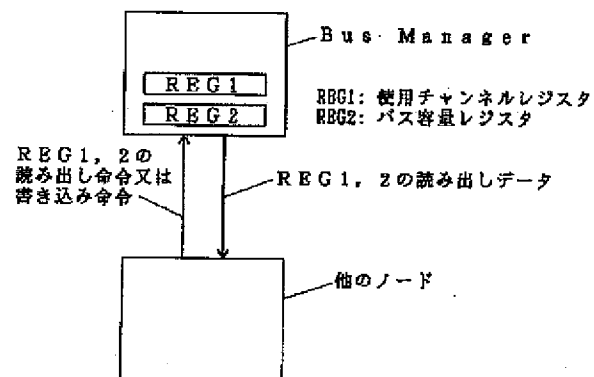 Bus Manager
REG1
REG2
REG1: 使用チャンネルレジスタ
REG2: バス容量レジスタ
REG1, 2の
読み出し命令又は
書き込み命令
REG1, 2の読み出しデータ
他のノード